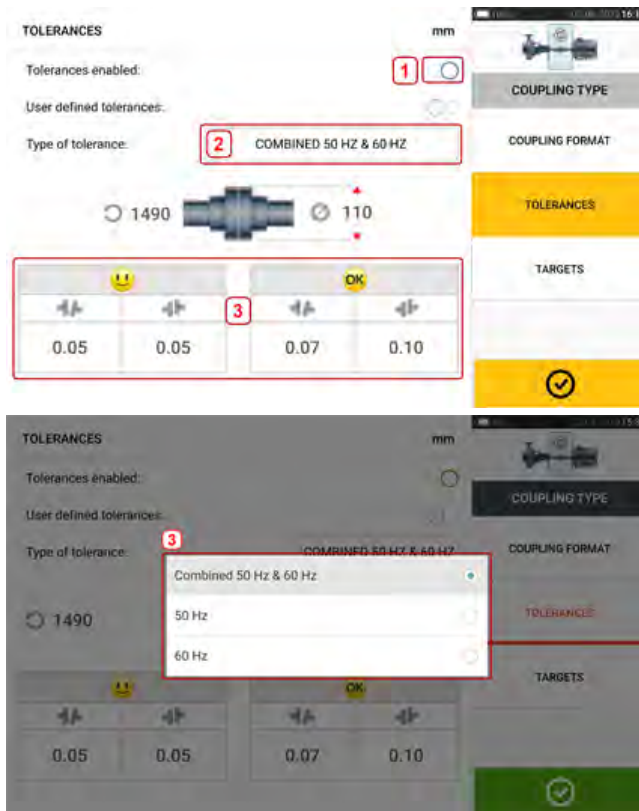 TOLERANCES mm
Tolerances enabled: 1
User defined tolerances:
Type of tolerance: 2 COMBINED 50 HZ & 60 HZ
1490 110
OK
3
0.05 0.05 0.07 0.10
16:1
COUPLING TYPE
COUPLING FORMAT
TOLERANCES
TARGETS
TOLERANCES mm
Tolerances enabled:
User defined tolerances:
Type of tolerance: COMBINED 50 HZ & 60 HZ
3
Combined 50 Hz & 60 Hz
50 Hz
60 Hz
1490
OK
0.05 0.05 0.07 0.10
COUPLING TYPE
COUPLING FORMAT
TOLERANCES
TARGETS